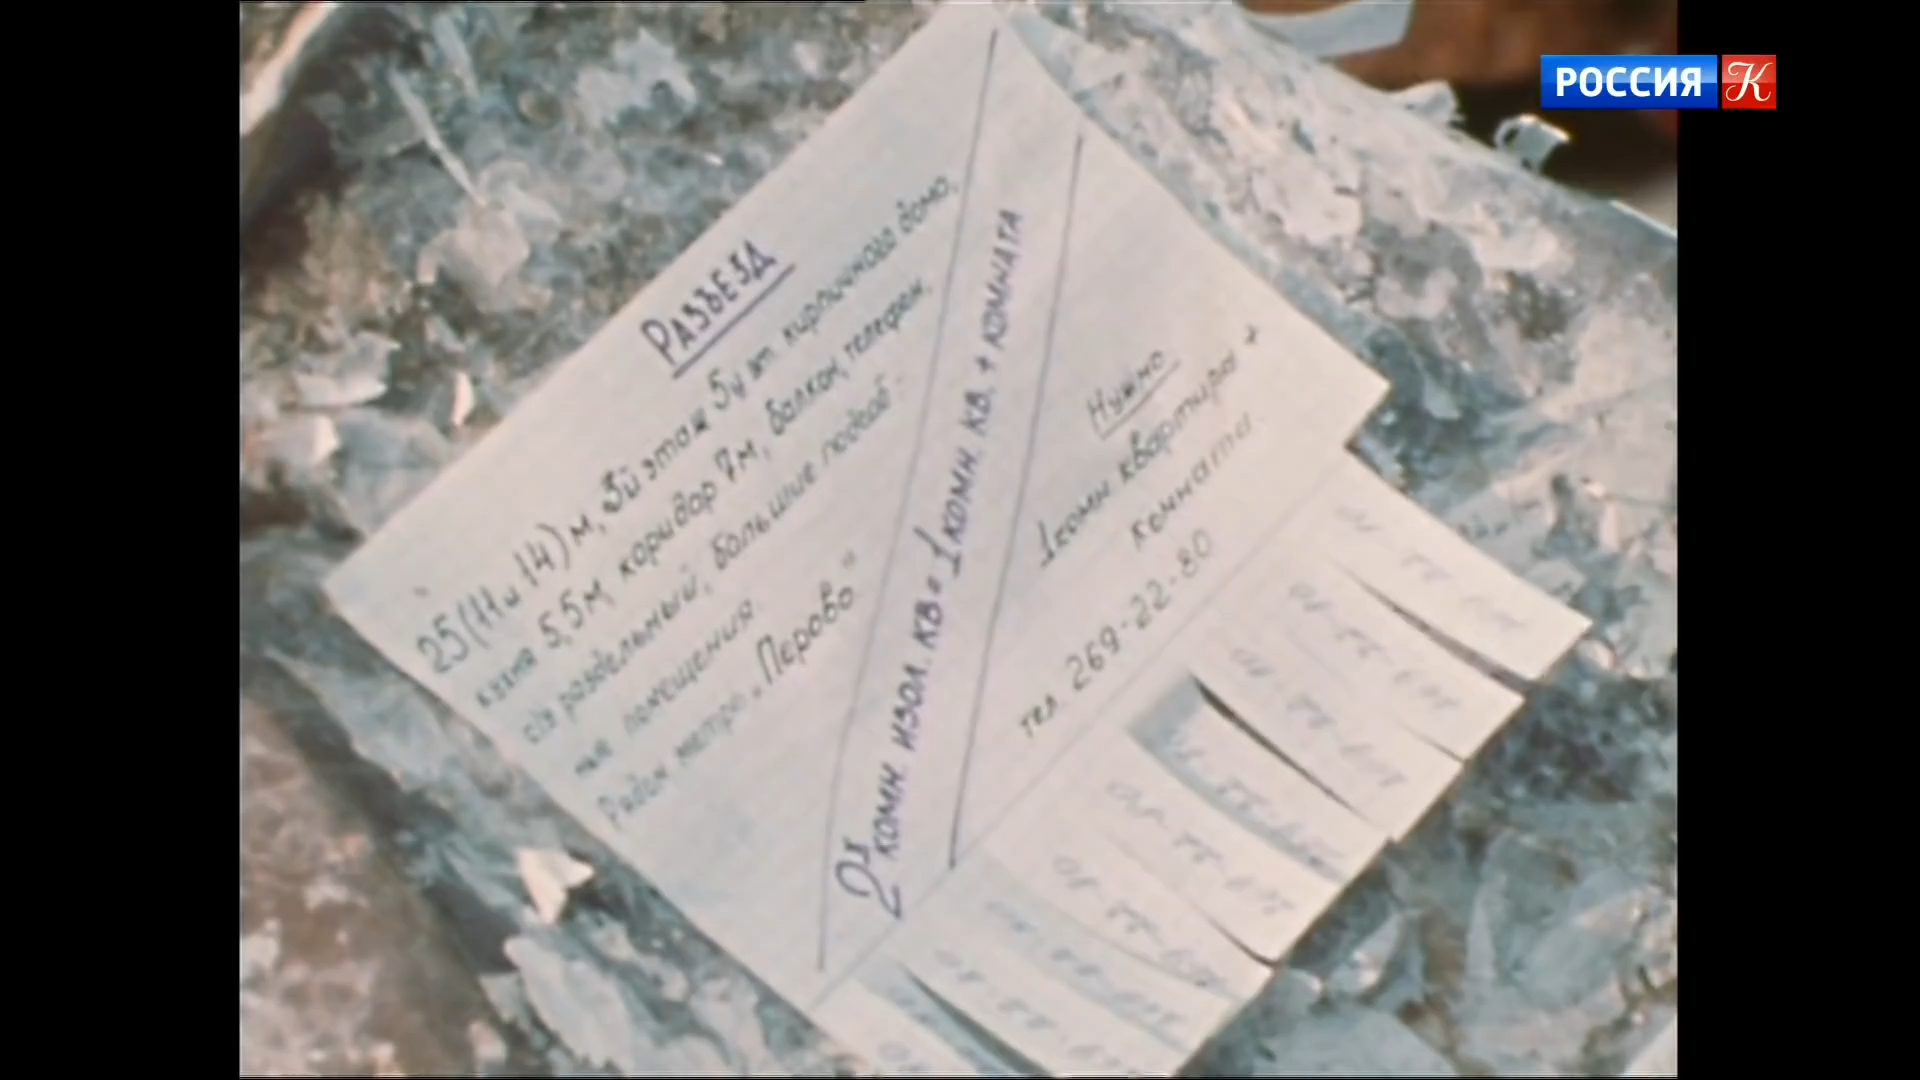 РОССИЯ К
РАЗЪЕЗД
25(11 и 14)м, 3й этаж 5и эт. кирпичного дома,
кухня 5,5м, коридор 7м, балкон, телефон,
с/у раздельный, большие подсоб-
ные помещения
Район метро „Перово"
2х КОМН. ИЗОЛ. КВ = 1 КОМН. КВ. + КОМНАТА
Нужно
1 комн квартира +
комната.
тел. 269-22-80